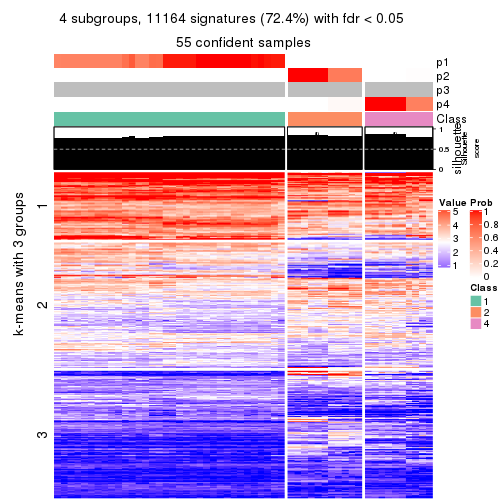 4 subgroups, 11164 signatures (72.4%) with fdr < 0.05
55 confident samples
p1
p2
p3
p4
Class
silhouette
Silhouette
score
1
0.5
0
k-means with 3 groups
1
2
3
Value
5
4
3
2
1
Prob
1
0.8
0.6
0.4
0.2
0
Class
1
2
4